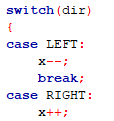 switch(dir)
{
case LEFT:
    x--;
    break;
case RIGHT:
    x++;